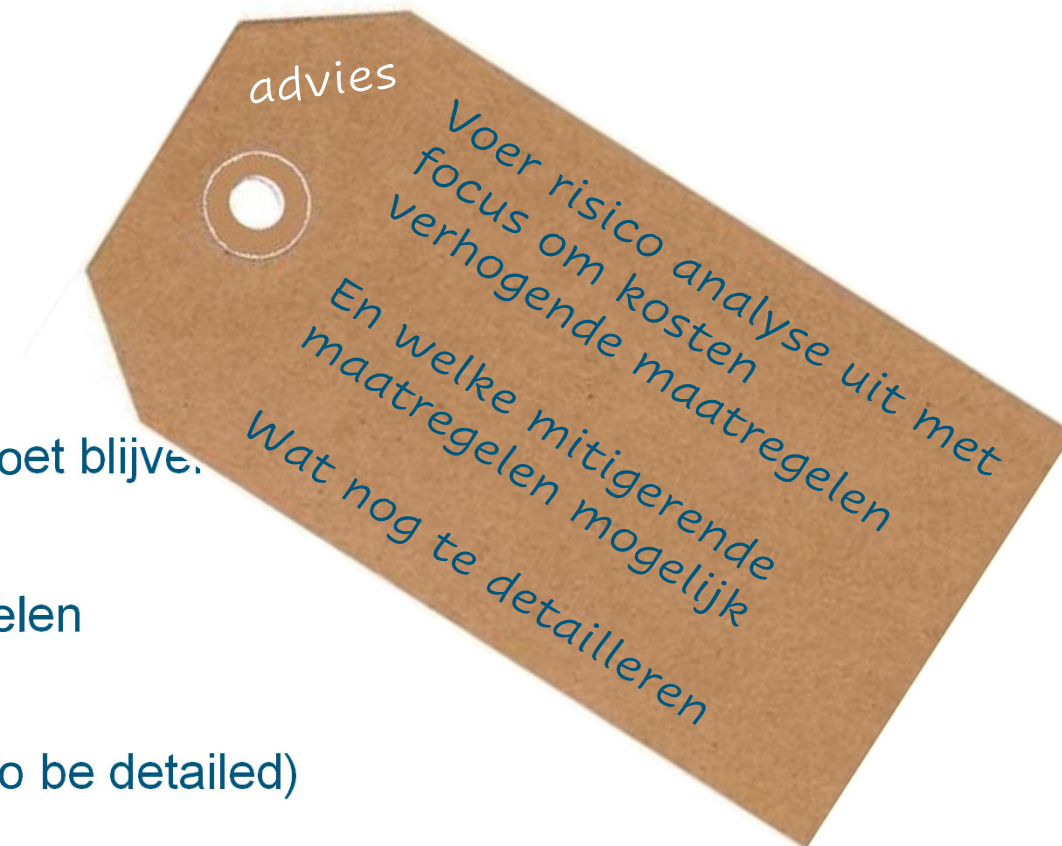 advies
Voer risico analyse uit met
focus om kosten
verhogende maatregelen
En welke mitigerende
maatregelen mogelijk
Wat nog te detailleren
oet blijve
elen
o be detailed)